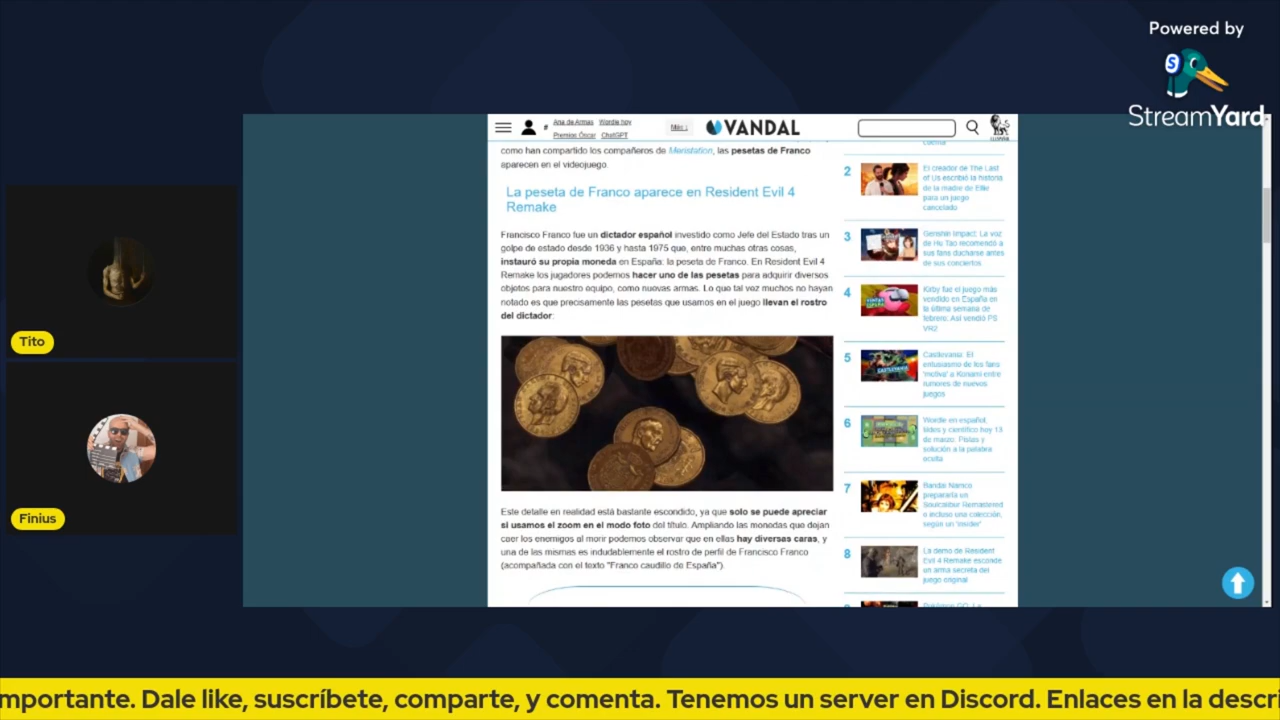 Powered by
StreamYard
Ana de Armas Wordle hoy
# Premios Óscar ChatGPT
Más ↓
VANDAL
como han compartido los compañeros de Meristation, las pesetas de Franco
aparecen en el videojuego.
La peseta de Franco aparece en Resident Evil 4
Remake
Francisco Franco fue un dictador español investido como Jefe del Estado tras un
golpe de estado desde 1936 y hasta 1975 que, entre muchas otras cosas,
instauró su propia moneda en España: la peseta de Franco. En Resident Evil 4
Remake los jugadores podemos hacer uno de las pesetas para adquirir diversos
objetos para nuestro equipo, como nuevas armas. Lo que tal vez muchos no hayan
notado es que precisamente las pesetas que usamos en el juego llevan el rostro
del dictador:
Este detalle en realidad está bastante escondido, ya que solo se puede apreciar
si usamos el zoom en el modo foto del título. Ampliando las monedas que dejan
caer los enemigos al morir podemos observar que en ellas hay diversas caras, y
una de las mismas es indudablemente el rostro de perfil de Francisco Franco
(acompañada con el texto "Franco caudillo de España").
cuenta
2
El creador de The Last
of Us escribió la historia
de la madre de Ellie
para un juego
cancelado
3
Genshin Impact: La voz
de Hu Tao recomendó a
sus fans ducharse antes
de sus conciertos
4
Kirby fue el juego más
vendido en España en
la última semana de
febrero: Así vendió PS
VR2
5
Castlevania: El
entusiasmo de los fans
'motiva' a Konami entre
rumores de nuevos
juegos
6
Wordle en español,
tildes y científico hoy 13
de marzo: Pistas y
solución a la palabra
oculta
7
Bandai Namco
prepararía un
Soulcalibur Remastered
o incluso una colección,
según un 'insider'
8
La demo de Resident
Evil 4 Remake esconde
un arma secreta del
juego original
Pokémon GO: La
Tito
Fínius
mportante. Dale like, suscríbete, comparte, y comenta. Tenemos un server en Discord. Enlaces en la descri